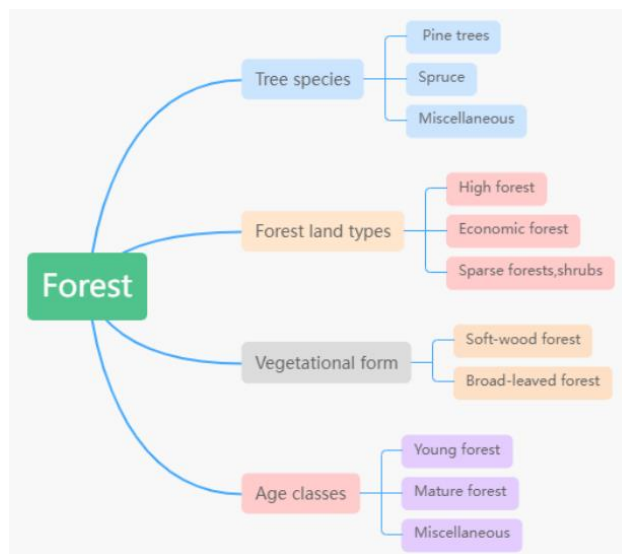 Forest
Tree species
Pine trees
Spruce
Miscellaneous
Forest land types
High forest
Economic forest
Sparse forests,shrubs
Vegetational form
Soft-wood forest
Broad-leaved forest
Age classes
Young forest
Mature forest
Miscellaneous